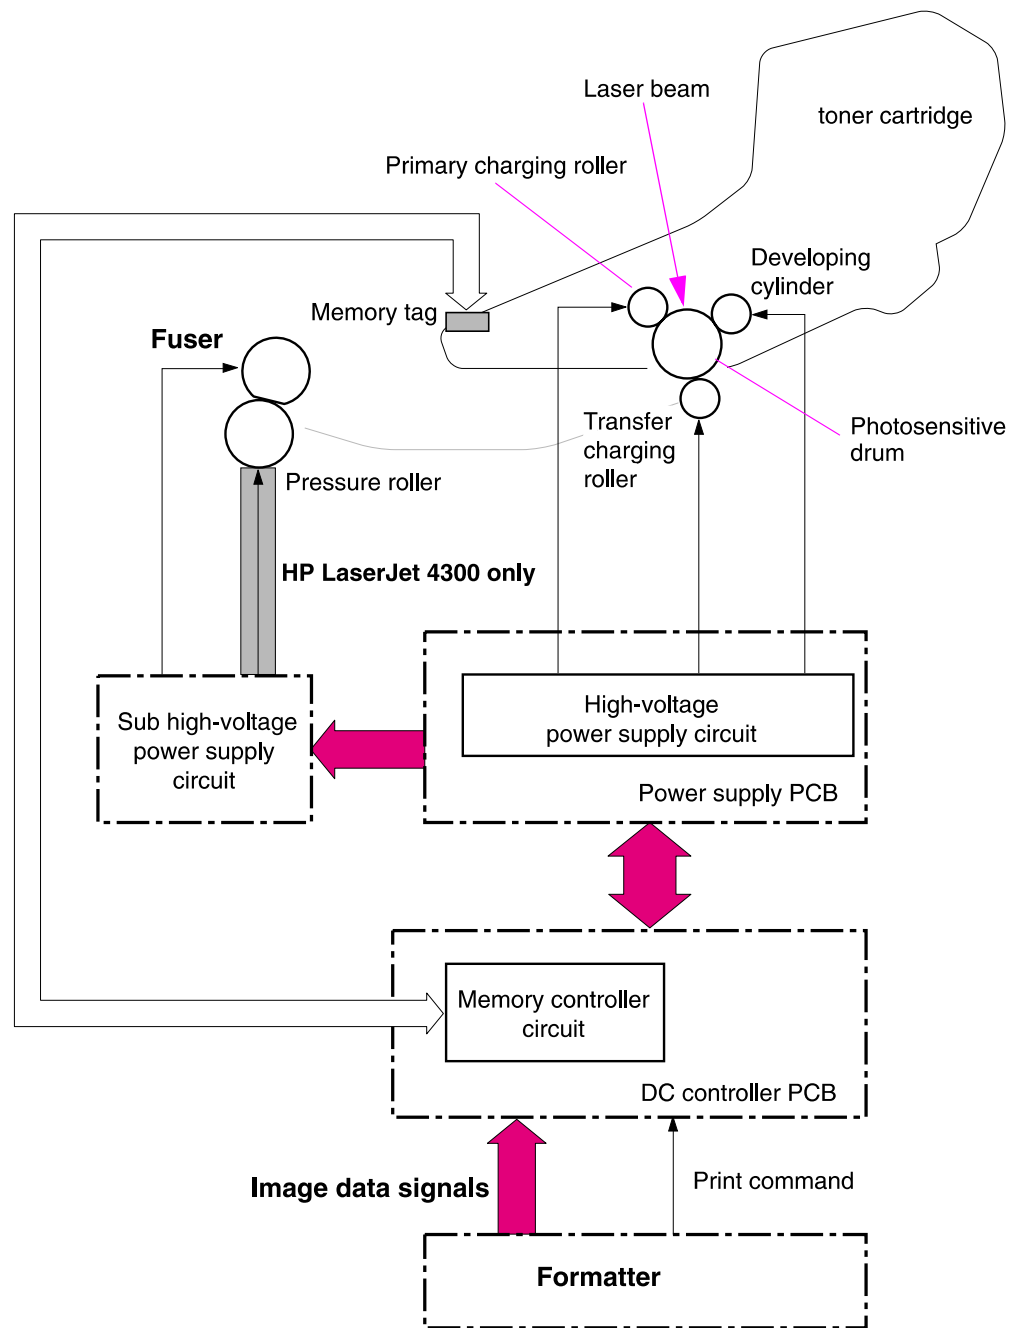 Laser beam
toner cartridge
Primary charging roller
Developing
cylinder
Memory tag
Fuser
Transfer
charging
roller
Photosensitive
drum
Pressure roller
HP LaserJet 4300 only
Sub high-voltage
power supply
circuit
High-voltage
power supply circuit
Power supply PCB
Memory controller
circuit
DC controller PCB
Image data signals
Print command
Formatter